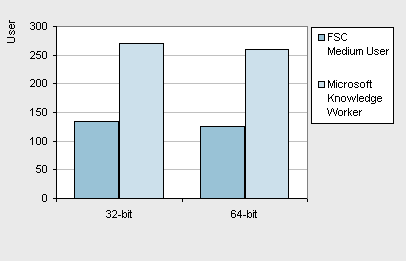 User
300
250
200
150
100
50
0
32-bit
64-bit
FSC
Medium User
Microsoft
Knowledge
Worker